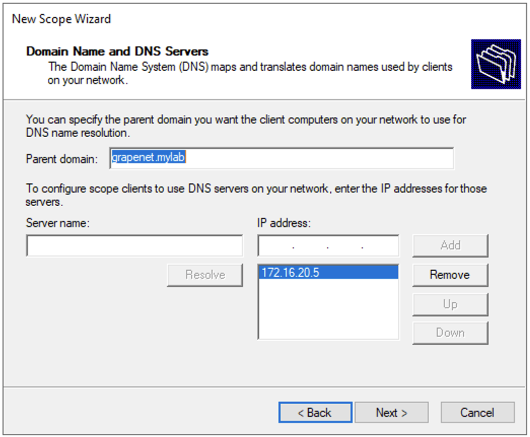 New Scope Wizard
Domain Name and DNS Servers
The Domain Name System (DNS) maps and translates domain names used by clients
on your network.
You can specify the parent domain you want the client computers on your network to use for
DNS name resolution.
Parent domain: grapenet.mylab
To configure scope clients to use DNS servers on your network, enter the IP addresses for those
servers.
Server name: IP address:
. . . Add
Resolve 172.16.20.5 Remove
Up
Down
< Back Next > Cancel